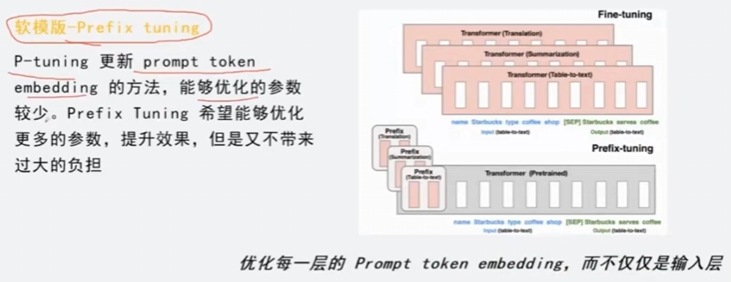 软模版-Prefix tuning
P-tuning 更新 prompt token
embedding 的方法，能够优化的参数
较少。Prefix Tuning 希望能够优化
更多的参数，提升效果，但是又不带来
过大的负担
Fine-tuning
Transformer (Translation)
Transformer (Summarization)
Transformer (Table-to-text)
name Starbucks type coffee shop [SEP] Starbucks serves coffee
Input (table-to-text) Output (table-to-text)
Prefix-tuning
Prefix
(Translation)
Prefix
(Summarization)
Prefix
(Table-to-text)
Transformer (Pretrained)
name Starbucks type coffee shop [SEP] Starbucks serves coffee
Input (table-to-text) Output (table-to-text)
优化每一层的 Prompt token embedding，而不仅仅是输入层